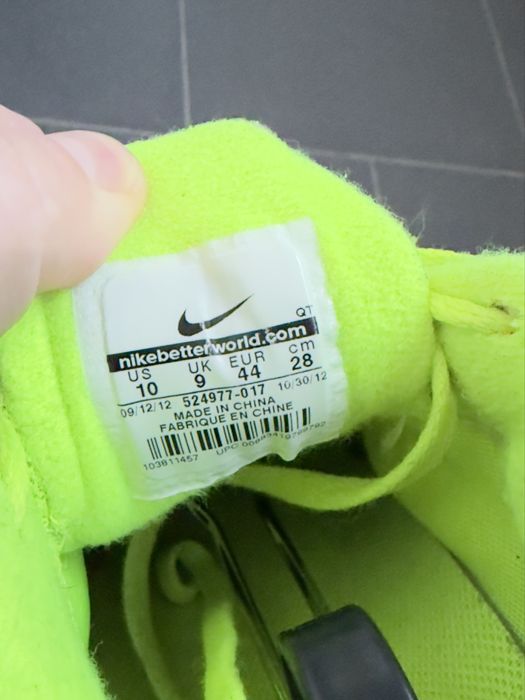 QT
nikebetterworld.com
US UK EUR cm
10 9 44 28
09/12/12 524977-017 10/30/12
MADE IN CHINA
FABRIQUE EN CHINE
103811457 UPC